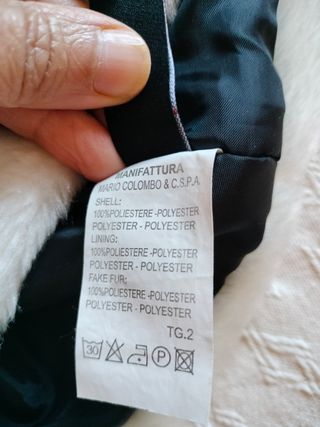 MANIFATTURA
MARIO COLOMBO & C.S.P.A.
SHELL:
100%POLIESTERE -POLYESTER
POLYESTER - POLYESTER
LINING:
100%POLIESTERE -POLYESTER
POLYESTER - POLYESTER
FAKE FUR:
100%POLIESTERE -POLYESTER
POLYESTER - POLYESTER
TG.2
30 P